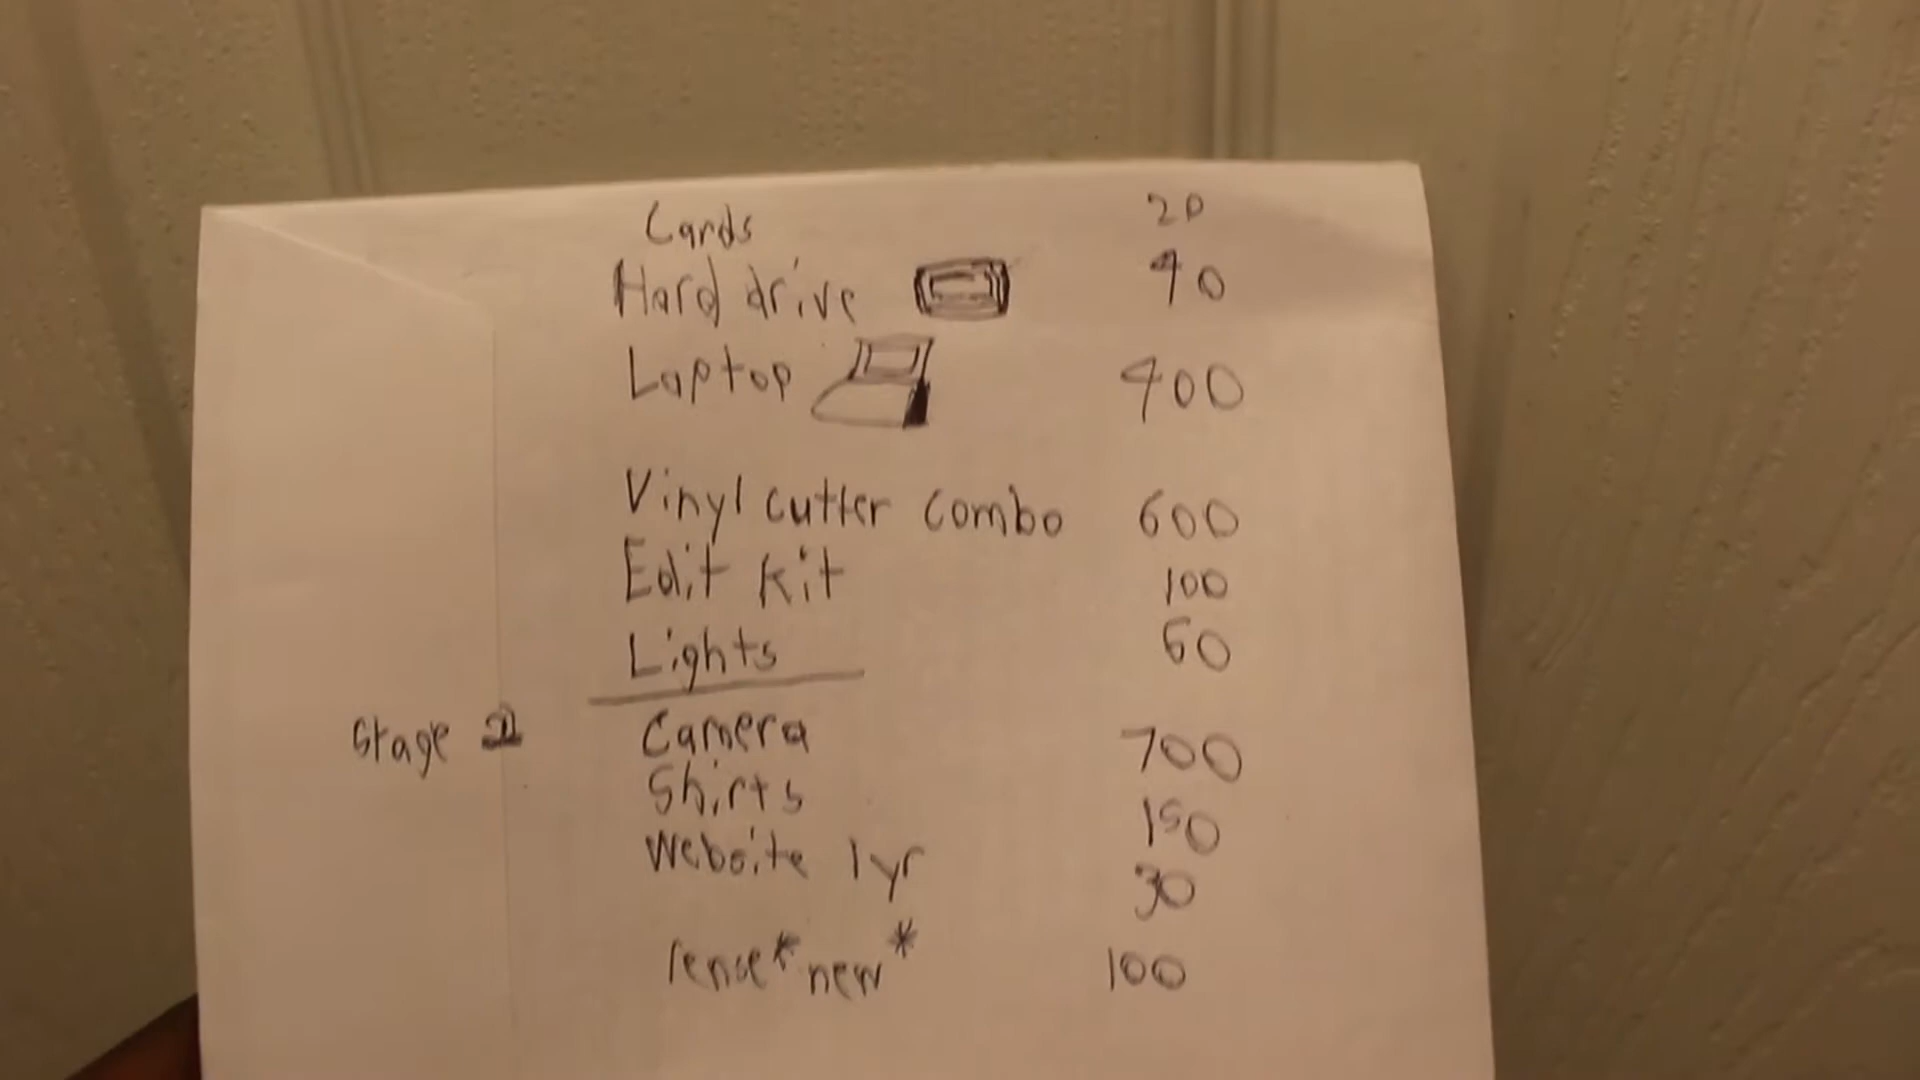 Cards 20
Hard drive 40
Laptop 400
Vinyl cutter combo 600
Edit kit 100
Lights 60
Stage 2 Camera 700
Shirts 150
Website 1yr 30
lense *new* 100